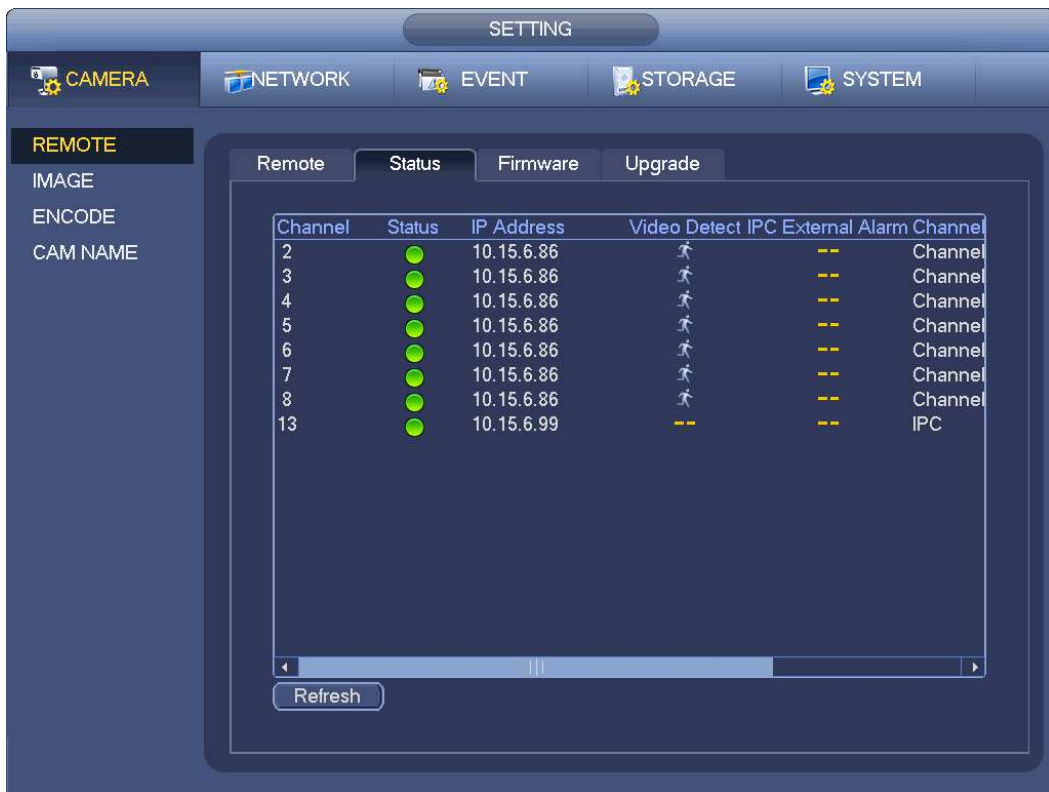 SETTING
CAMERA NETWORK EVENT STORAGE SYSTEM
REMOTE
IMAGE
ENCODE
CAM NAME
Remote Status Firmware Upgrade
Channel Status IP Address Video Detect IPC External Alarm Channel
2 10.15.6.86 -- Channel
3 10.15.6.86 -- Channel
4 10.15.6.86 -- Channel
5 10.15.6.86 -- Channel
6 10.15.6.86 -- Channel
7 10.15.6.86 -- Channel
8 10.15.6.86 -- Channel
13 10.15.6.99 -- -- IPC
Refresh